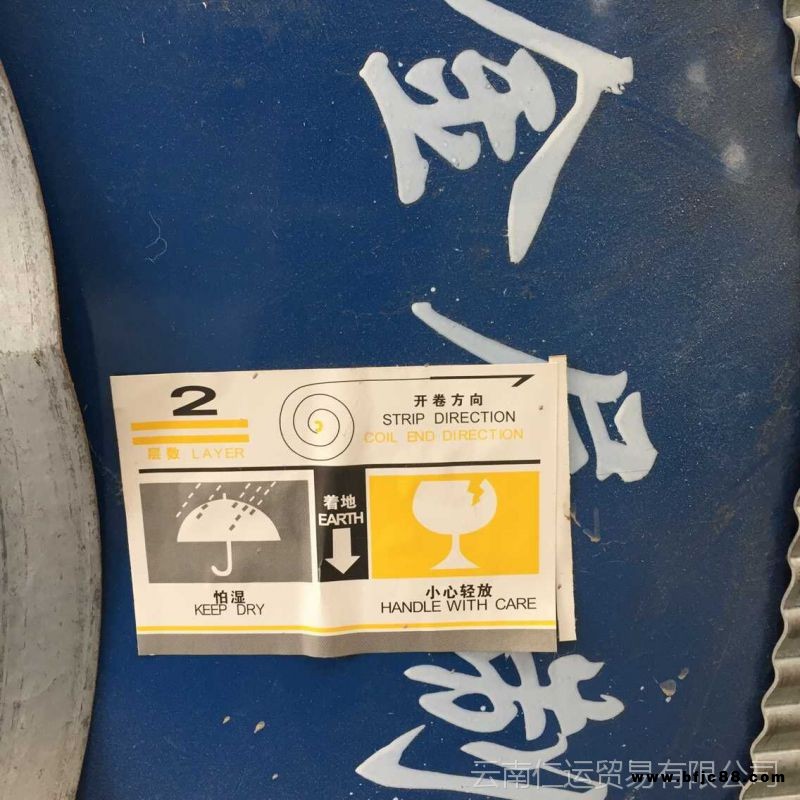 金
2
层数 LAYER
开卷方向
STRIP DIRECTION
COIL END DIRECTION
着地
EARTH
怕湿
KEEP DRY
小心轻放
HANDLE WITH CARE
云南仁运贸易有限公司
www.bfjc88.com